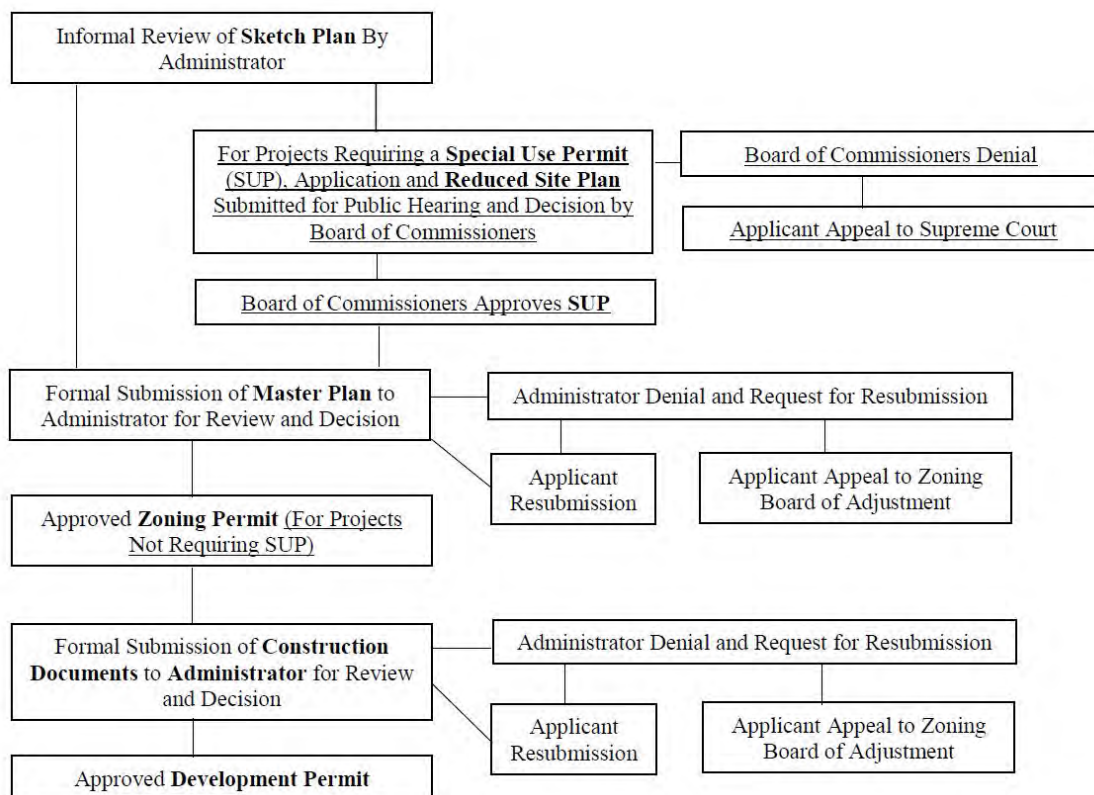 Informal Review of Sketch Plan By
Administrator
For Projects Requiring a Special Use Permit
(SUP), Application and Reduced Site Plan
Submitted for Public Hearing and Decision by
Board of Commissioners
Board of Commissioners Denial
Applicant Appeal to Supreme Court
Board of Commissioners Approves SUP
Formal Submission of Master Plan to
Administrator for Review and Decision
Administrator Denial and Request for Resubmission
Applicant
Resubmission
Applicant Appeal to Zoning
Board of Adjustment
Approved Zoning Permit (For Projects
Not Requiring SUP)
Formal Submission of Construction
Documents to Administrator for Review
and Decision
Administrator Denial and Request for Resubmission
Applicant
Resubmission
Applicant Appeal to Zoning
Board of Adjustment
Approved Development Permit